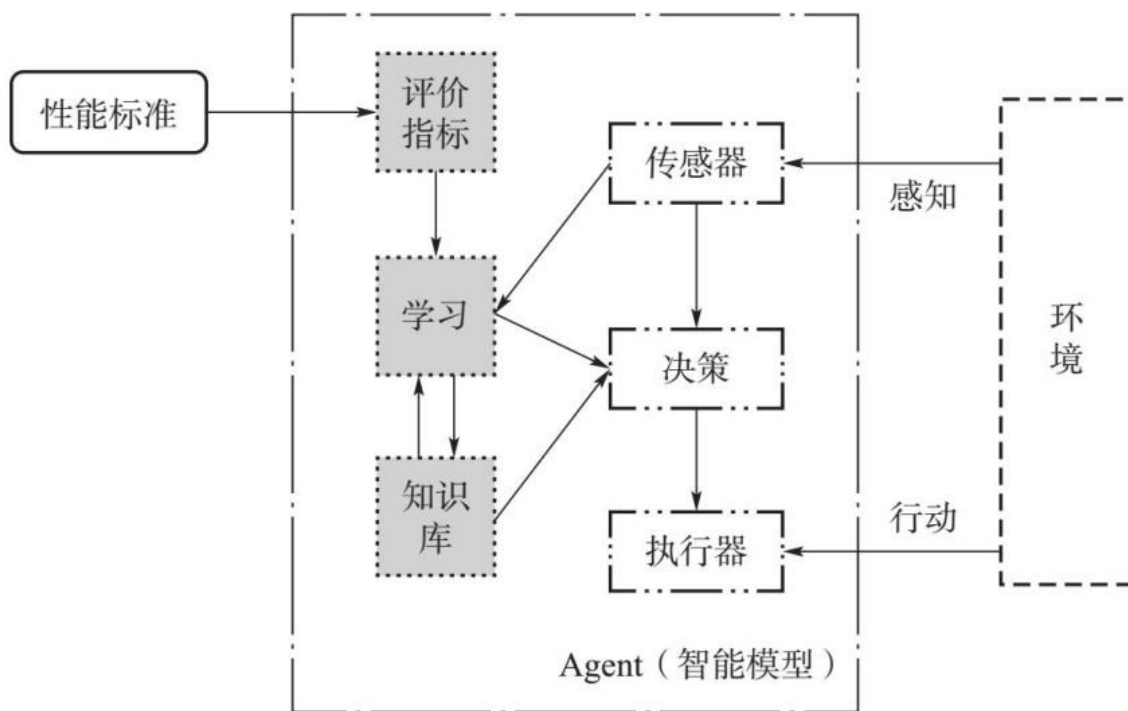 性能标准
评价
指标
传感器
感知
学习
环
境
决策
知识
库
行动
执行器
Agent（智能模型）